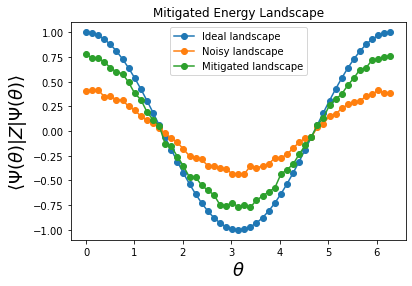 Mitigated Energy Landscape
Ideal landscape
Noisy landscape
Mitigated landscape
⟨Ψ(θ)|Z|Ψ(θ)⟩
1.00
0.75
0.50
0.25
0.00
−0.25
−0.50
−0.75
−1.00
0 1 2 3 4 5 6
θ